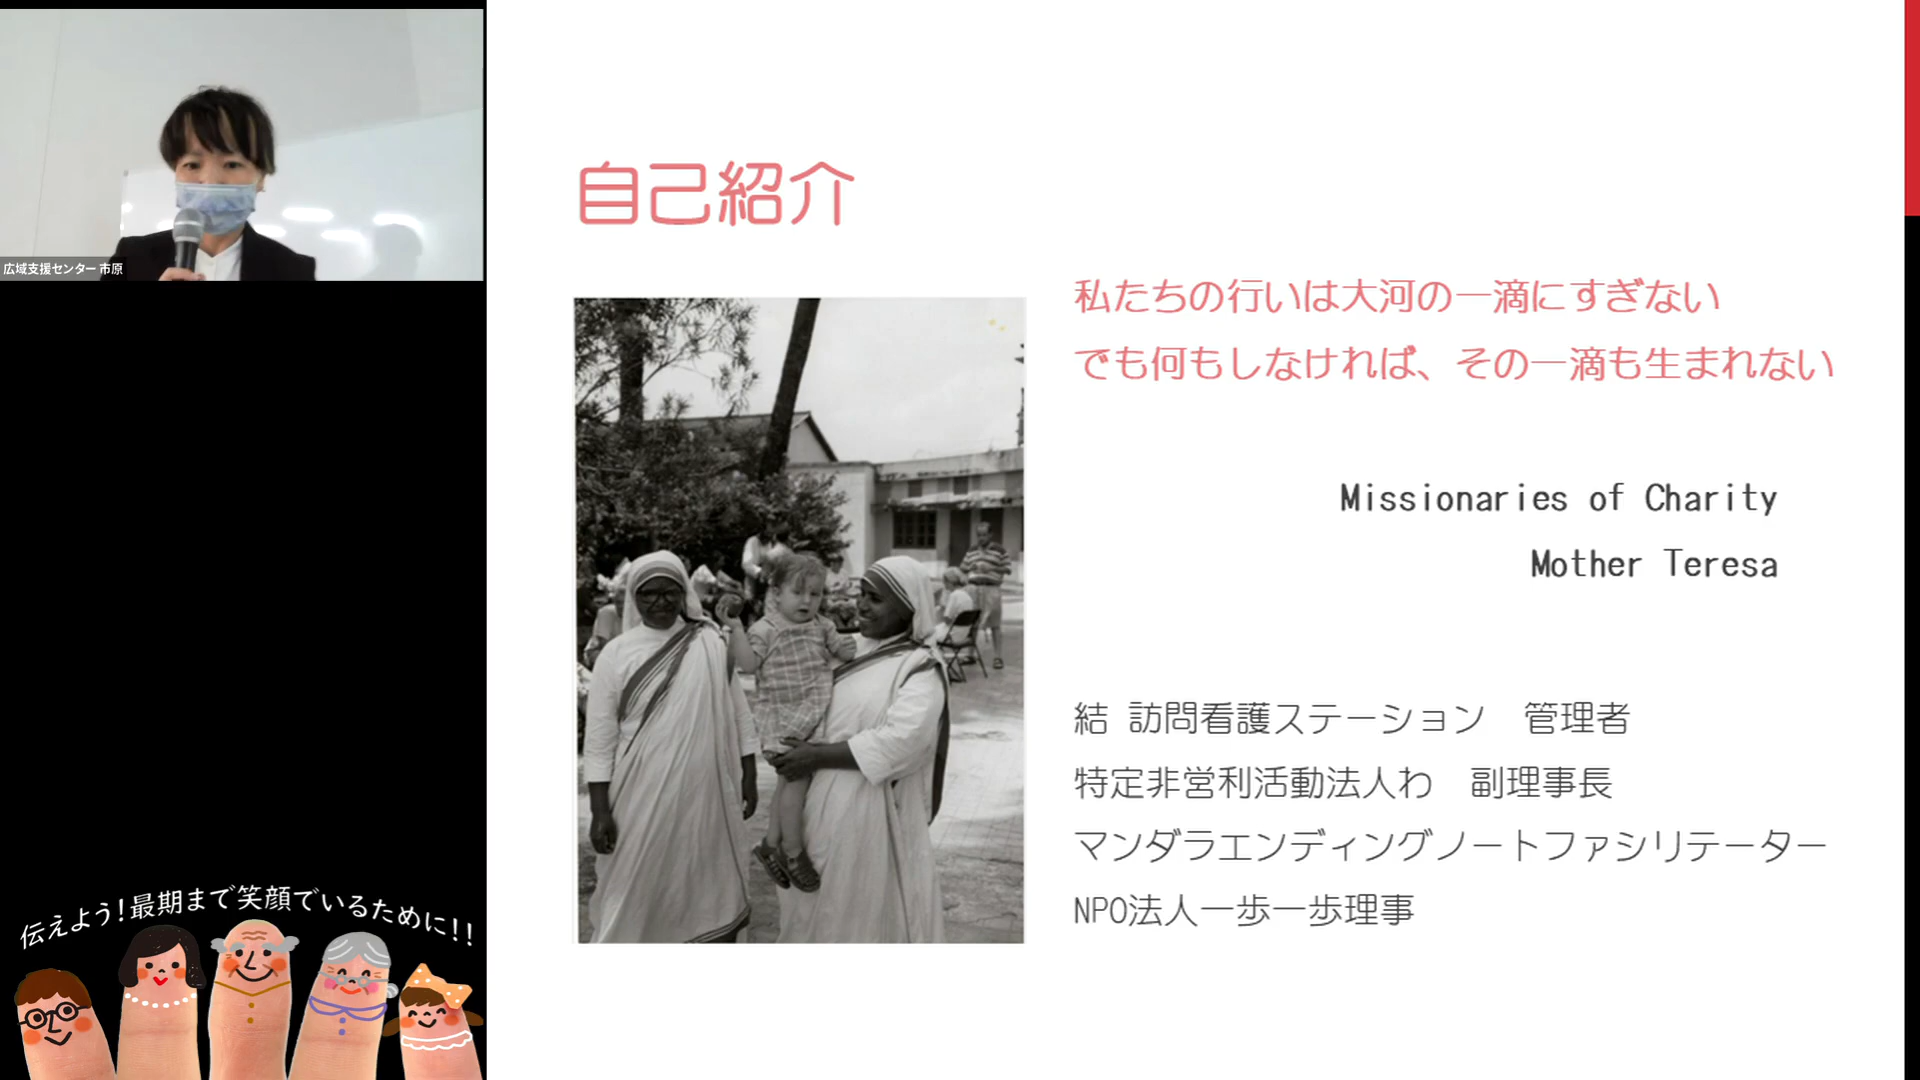 広域支援センター 市原
伝えよう!最期まで笑顔でいるために!!
自己紹介
私たちの行いは大河の一滴にすぎない
でも何もしなければ、その一滴も生まれない
Missionaries of Charity
Mother Teresa
結 訪問看護ステーション　管理者
特定非営利活動法人わ　副理事長
マンダラエンディングノートファシリテーター
NPO法人一歩一歩理事